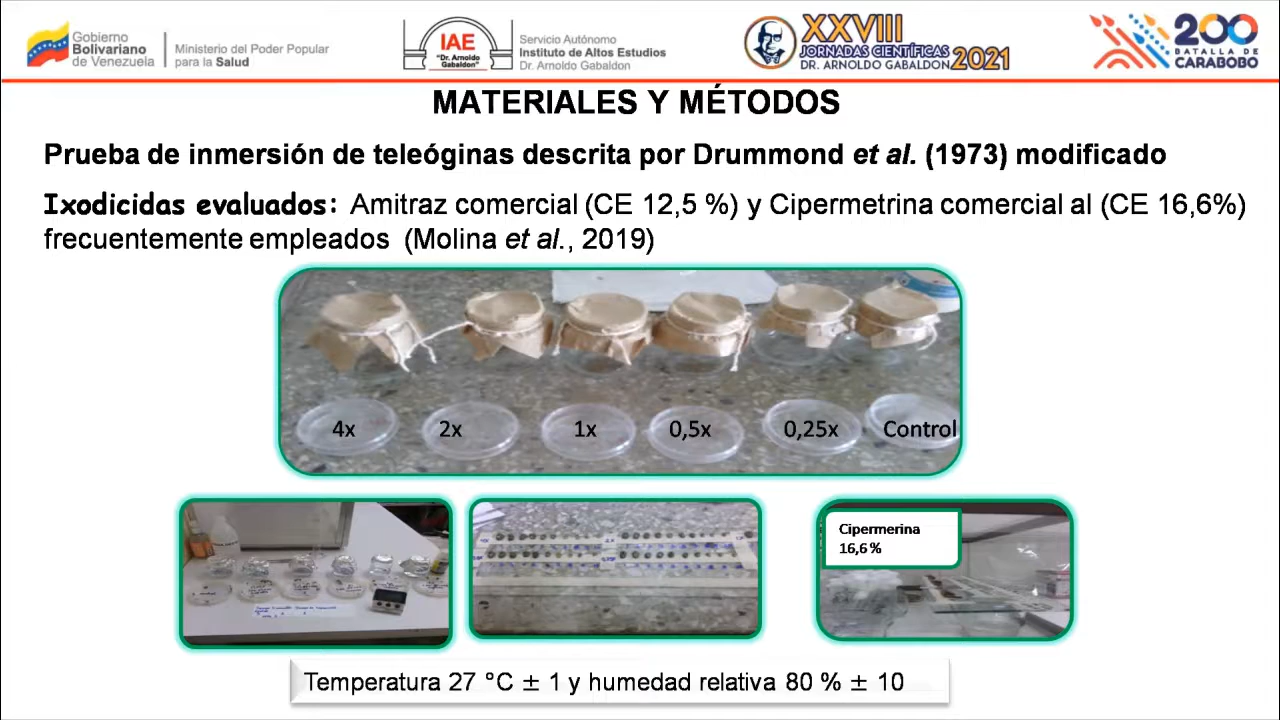 Gobierno
Bolivariano
de Venezuela
Ministerio del Poder Popular
para la Salud
IAE
"Dr. Arnoldo
Gabaldon"
Servicio Autónomo
Instituto de Altos Estudios
Dr. Arnoldo Gabaldon
XXVIII
JORNADAS CIENTÍFICAS
DR. ARNOLDO GABALDON 2021
200
BATALLA DE
CARABOBO
MATERIALES Y MÉTODOS
Prueba de inmersión de teleóginas descrita por Drummond et al. (1973) modificado
Ixodicidas evaluados: Amitraz comercial (CE 12,5 %) y Cipermetrina comercial al (CE 16,6%)
frecuentemente empleados (Molina et al., 2019)
4x 2x 1x 0,5x 0,25x Control
Cipermerina
16,6 %
Temperatura 27 °C ± 1 y humedad relativa 80 % ± 10